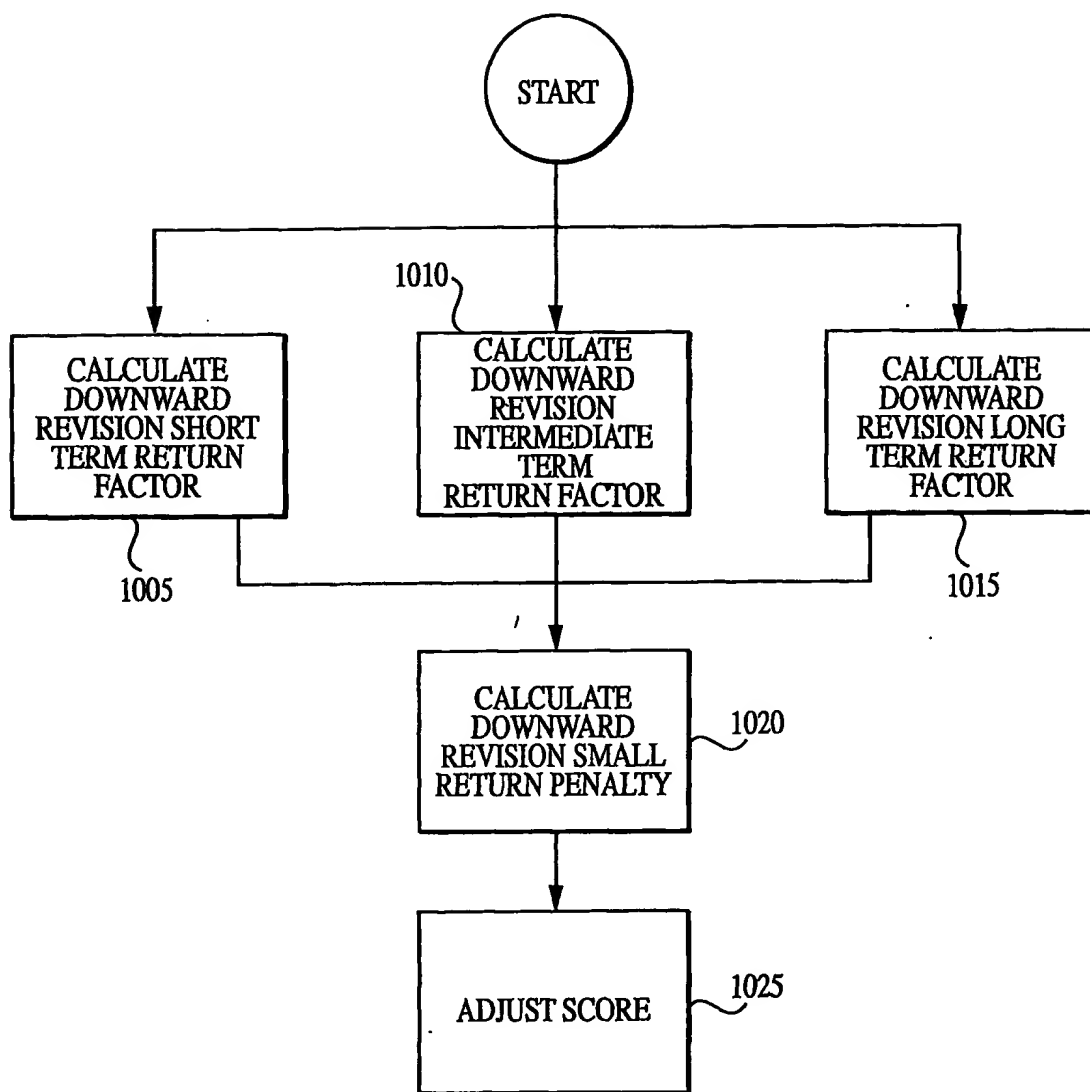 START
1010
CALCULATE
DOWNWARD
REVISION SHORT
TERM RETURN
FACTOR
1005
CALCULATE
DOWNWARD
REVISION
INTERMEDIATE
TERM
RETURN FACTOR
CALCULATE
DOWNWARD
REVISION LONG
TERM RETURN
FACTOR
1015
CALCULATE
DOWNWARD
REVISION SMALL
RETURN PENALTY
1020
ADJUST SCORE
1025